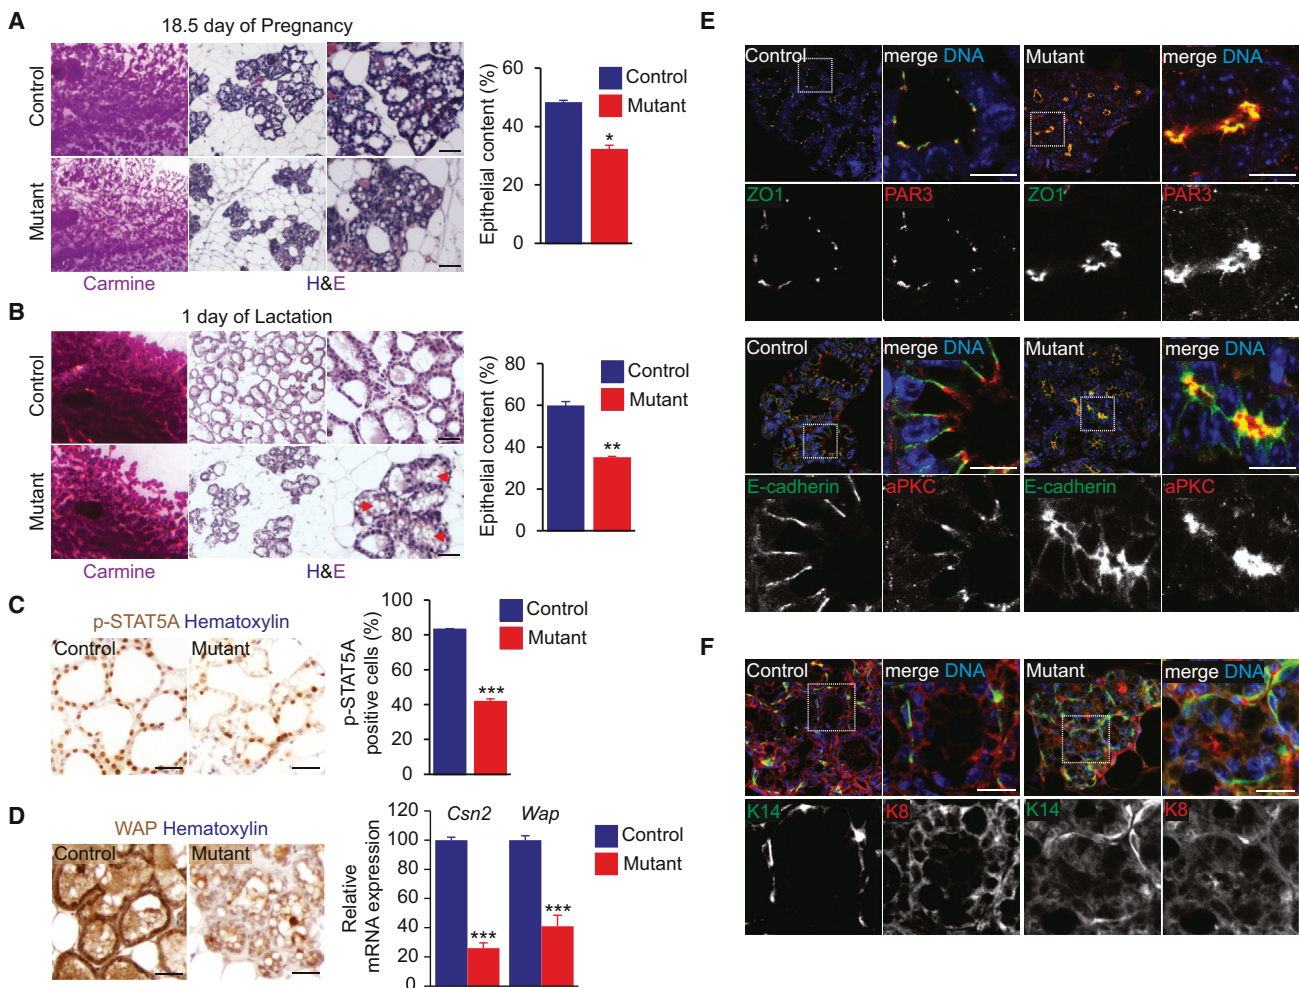 A
18.5 day of Pregnancy
Control
Mutant
Carmine
H&E
Epithelial content (%)
60
40
20
0
Control
Mutant
*
B
1 day of Lactation
Control
Mutant
Carmine
H&E
Epithelial content (%)
80
60
40
20
0
Control
Mutant
**
C
p-STAT5A Hematoxylin
Control
Mutant
p-STAT5A
positive cells (%)
100
80
60
40
20
0
Control
Mutant
***
D
WAP Hematoxylin
Control
Mutant
Relative
mRNA expression
120
100
80
60
40
20
0
Csn2
Wap
***
***
Control
Mutant
E
Control
merge DNA
Mutant
merge DNA
ZO1
PAR3
ZO1
PAR3
Control
merge DNA
Mutant
merge DNA
E-cadherin
aPKC
E-cadherin
aPKC
F
Control
merge DNA
Mutant
merge DNA
K14
K8
K14
K8